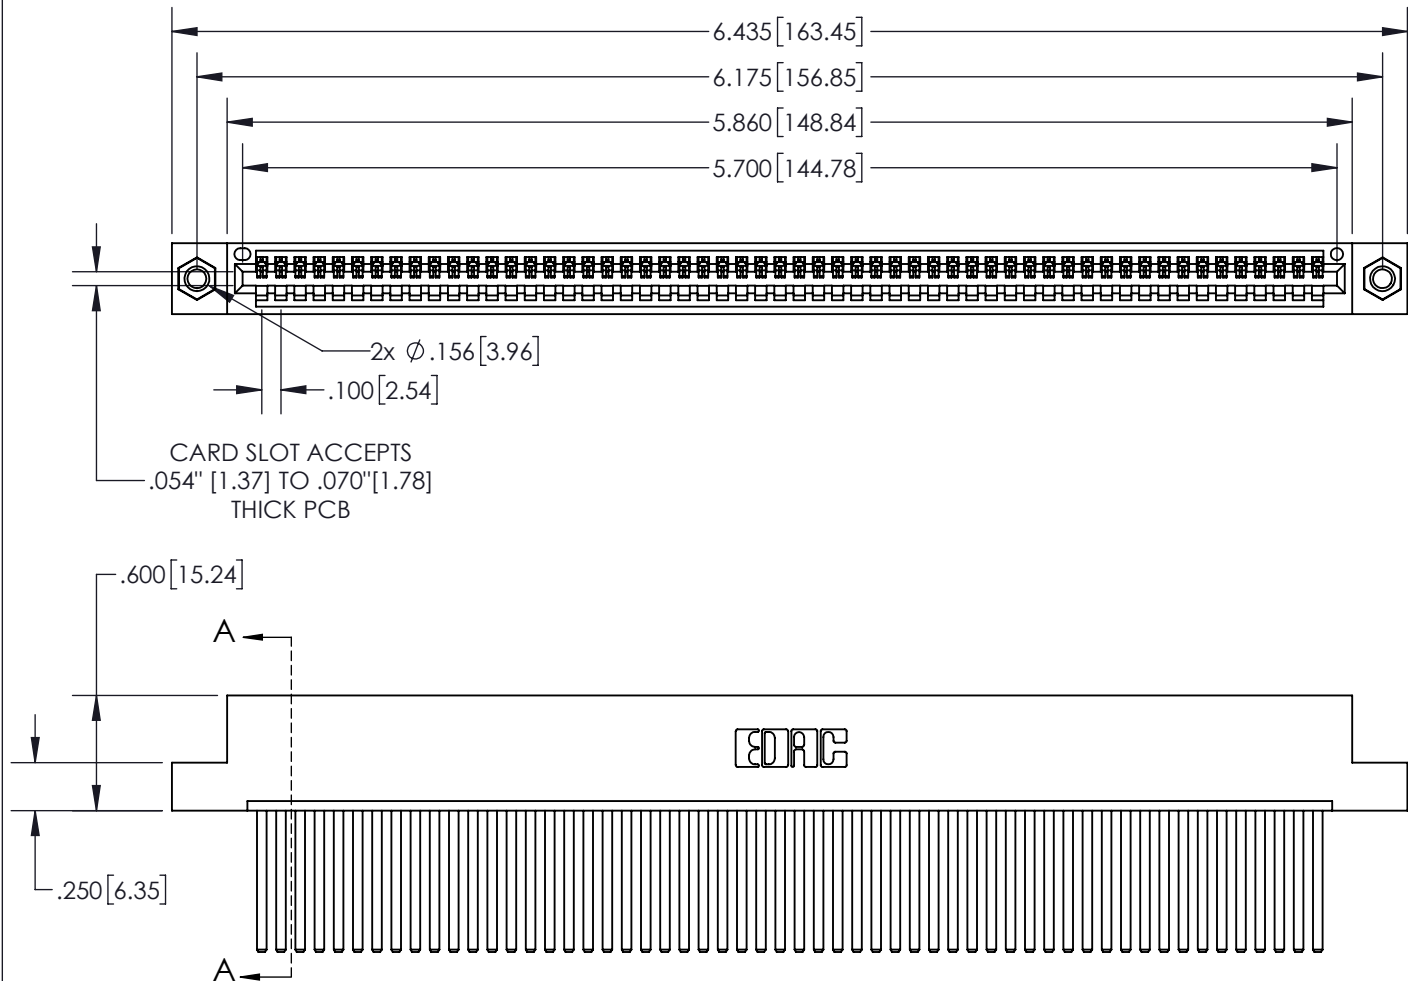 6.435[163.45]
6.175[156.85]
5.860[148.84]
5.700[144.78]
2x Ø.156[3.96]
.100[2.54]
CARD SLOT ACCEPTS
.054" [1.37] TO .070"[1.78]
THICK PCB
.600[15.24]
A
EDAC
.250[6.35]
A